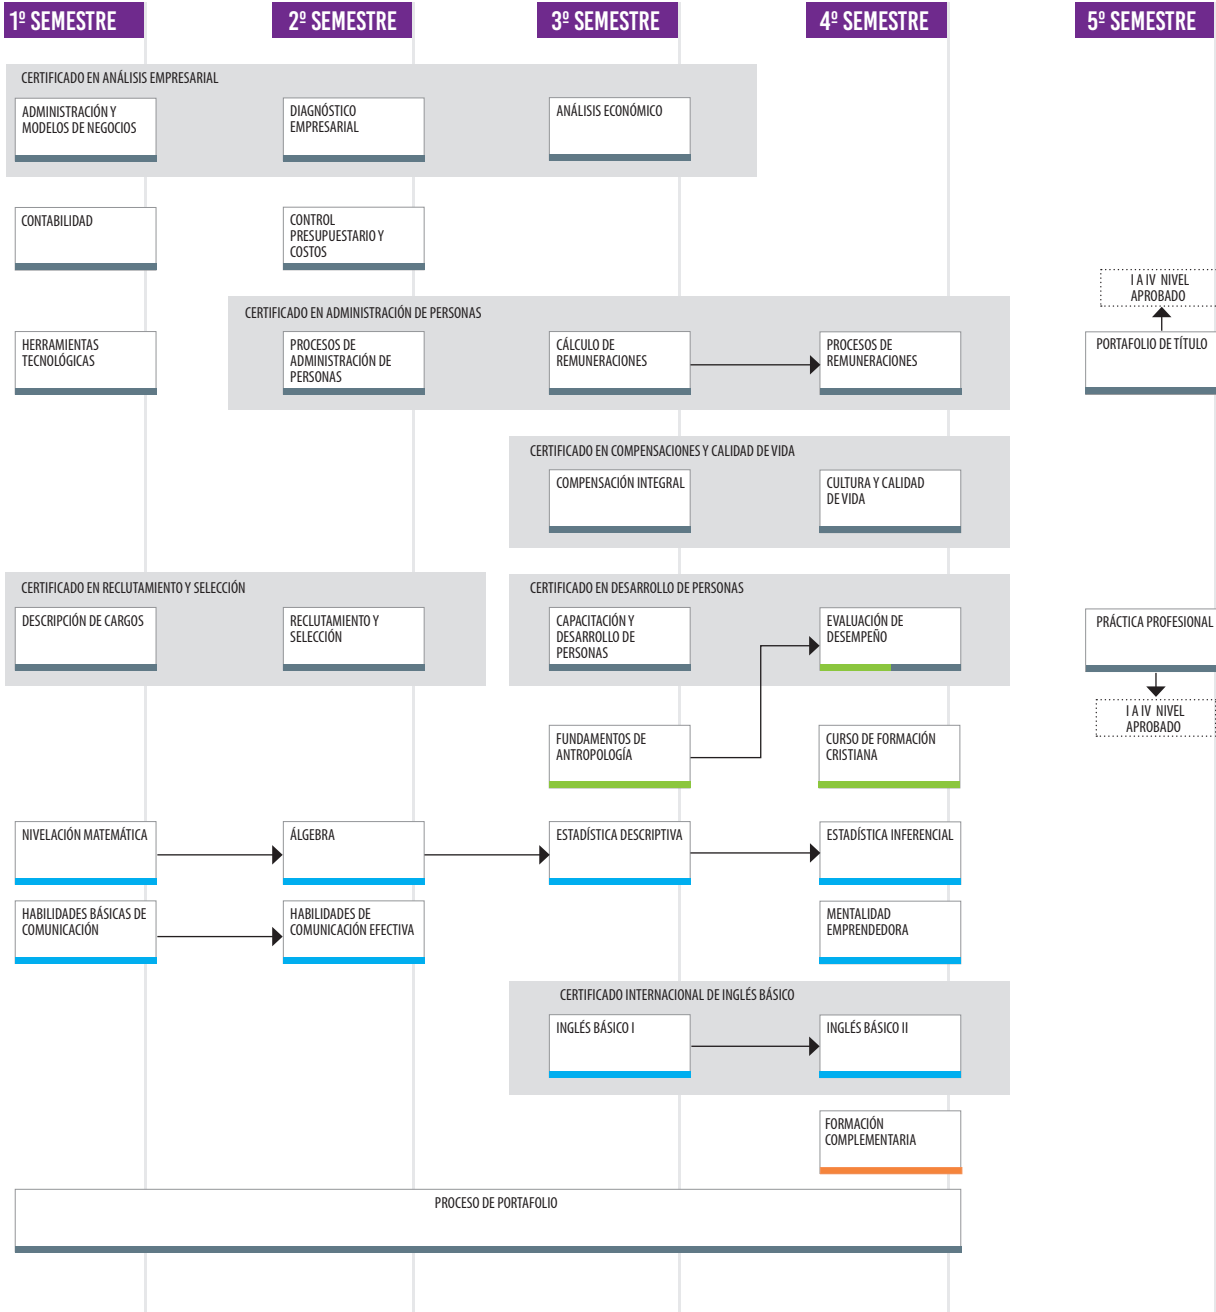 1º SEMESTRE
2º SEMESTRE
3º SEMESTRE
4º SEMESTRE
5º SEMESTRE
CERTIFICADO EN ANÁLISIS EMPRESARIAL
ADMINISTRACIÓN Y
MODELOS DE NEGOCIOS
DIAGNÓSTICO
EMPRESARIAL
ANÁLISIS ECONÓMICO
CONTABILIDAD
CONTROL
PRESUPUESTARIO Y
COSTOS
I A IV NIVEL
APROBADO
CERTIFICADO EN ADMINISTRACIÓN DE PERSONAS
HERRAMIENTAS
TECNOLÓGICAS
PROCESOS DE
ADMINISTRACIÓN DE
PERSONAS
CÁLCULO DE
REMUNERACIONES
PROCESOS DE
REMUNERACIONES
PORTAFOLIO DE TÍTULO
CERTIFICADO EN COMPENSACIONES Y CALIDAD DE VIDA
COMPENSACIÓN INTEGRAL
CULTURA Y CALIDAD
DE VIDA
CERTIFICADO EN RECLUTAMIENTO Y SELECCIÓN
CERTIFICADO EN DESARROLLO DE PERSONAS
DESCRIPCIÓN DE CARGOS
RECLUTAMIENTO Y
SELECCIÓN
CAPACITACIÓN Y
DESARROLLO DE
PERSONAS
EVALUACIÓN DE
DESEMPEÑO
PRÁCTICA PROFESIONAL
I A IV NIVEL
APROBADO
FUNDAMENTOS DE
ANTROPOLOGÍA
CURSO DE FORMACIÓN
CRISTIANA
NIVELACIÓN MATEMÁTICA
ÁLGEBRA
ESTADÍSTICA DESCRIPTIVA
ESTADÍSTICA INFERENCIAL
HABILIDADES BÁSICAS DE
COMUNICACIÓN
HABILIDADES DE
COMUNICACIÓN EFECTIVA
MENTALIDAD
EMPRENDEDORA
CERTIFICADO INTERNACIONAL DE INGLÉS BÁSICO
INGLÉS BÁSICO I
INGLÉS BÁSICO II
FORMACIÓN
COMPLEMENTARIA
PROCESO DE PORTAFOLIO